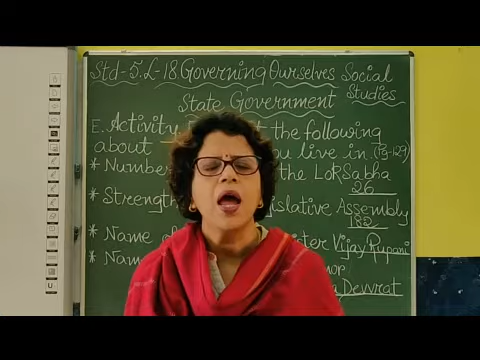 Std-5. L-18. Governing Ourselves Social
Studies
State Government
E. Activity the following
about you live in. (Pg-129)
* Number the LokSabha
26
* Strength Legislative Assembly
182
* Name Vijay Rupani
* Nam
Devvrat